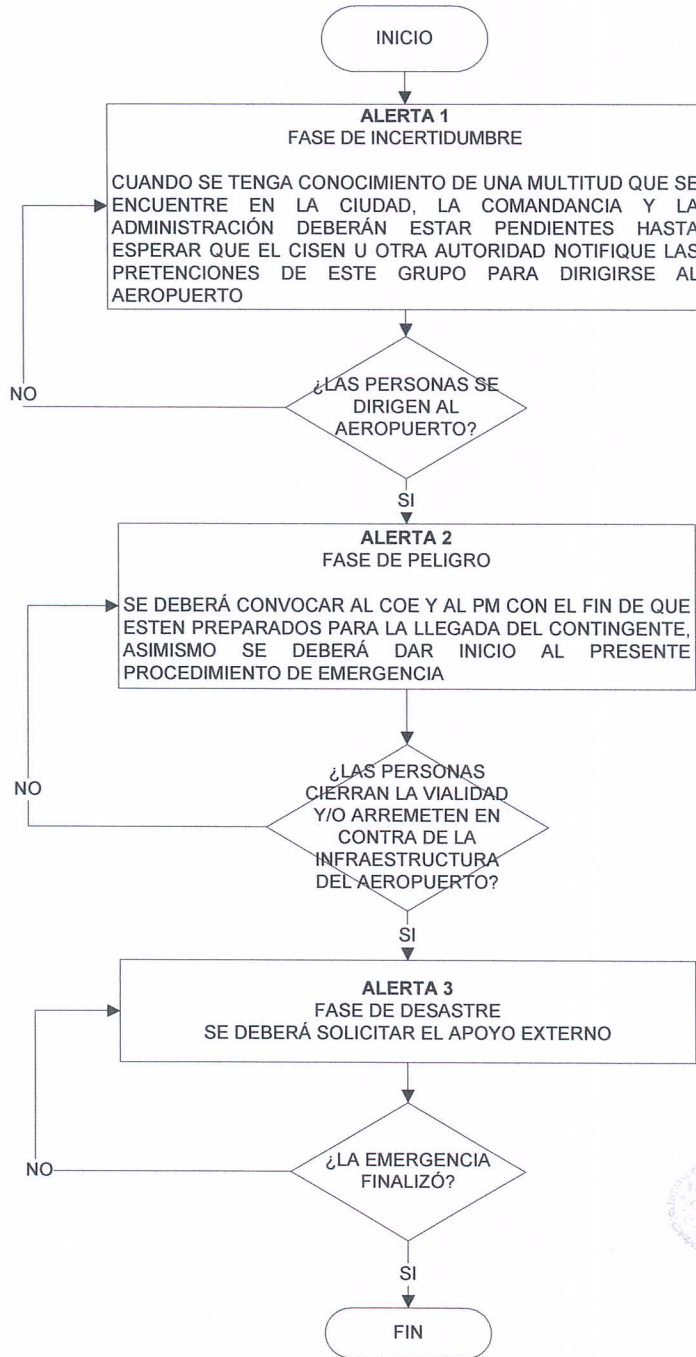 INICIO
ALERTA 1
FASE DE INCERTIDUMBRE
CUANDO SE TENGA CONOCIMIENTO DE UNA MULTITUD QUE SE
ENCUENTRE EN LA CIUDAD, LA COMANDANCIA Y LA
ADMINISTRACIÓN DEBERÁN ESTAR PENDIENTES HASTA
ESPERAR QUE EL CISEN U OTRA AUTORIDAD NOTIFIQUE LAS
PRETENCIONES DE ESTE GRUPO PARA DIRIGIRSE AL
AEROPUERTO
¿LAS PERSONAS SE
DIRIGEN AL
AEROPUERTO?
NO
SI
ALERTA 2
FASE DE PELIGRO
SE DEBERÁ CONVOCAR AL COE Y AL PM CON EL FIN DE QUE
ESTEN PREPARADOS PARA LA LLEGADA DEL CONTINGENTE,
ASIMISMO SE DEBERÁ DAR INICIO AL PRESENTE
PROCEDIMIENTO DE EMERGENCIA
¿LAS PERSONAS
CIERRAN LA VIALIDAD
Y/O ARREMETEN EN
CONTRA DE LA
INFRAESTRUCTURA
DEL AEROPUERTO?
NO
SI
ALERTA 3
FASE DE DESASTRE
SE DEBERÁ SOLICITAR EL APOYO EXTERNO
¿LA EMERGENCIA
FINALIZÓ?
NO
SI
FIN